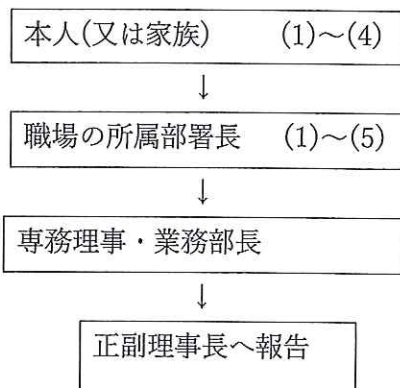 本人(又は家族) (1)～(4)
↓
職場の所属部署長 (1)～(5)
↓
専務理事・業務部長
↓
正副理事長へ報告